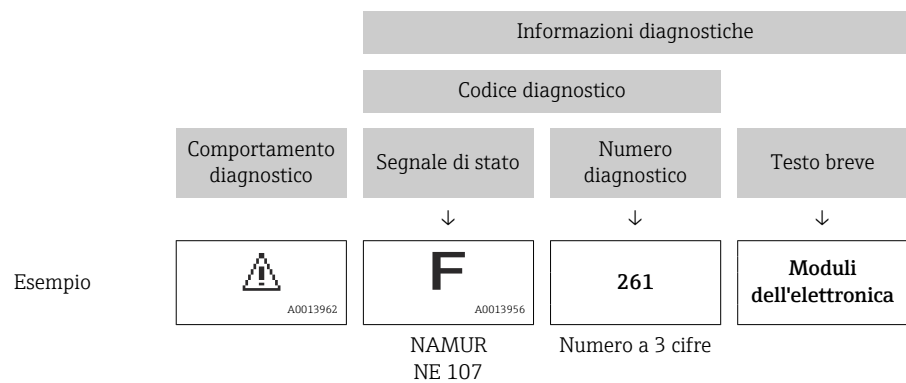 Informazioni diagnostiche
Codice diagnostico
Comportamento
diagnostico
Segnale di stato
Numero
diagnostico
Testo breve
↓
↓
↓
Esempio
A0013962
F
A0013956
261
Moduli
dell'elettronica
NAMUR
NE 107
Numero a 3 cifre